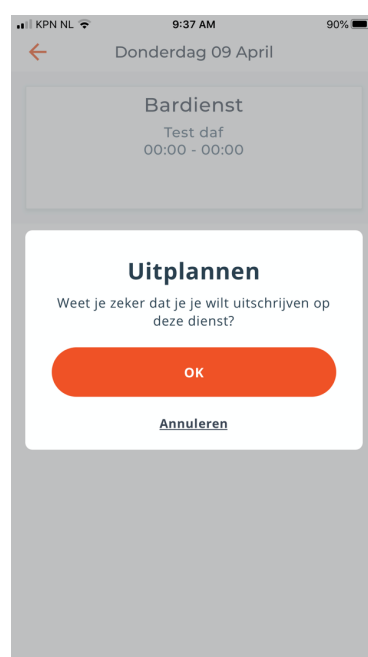 KPN NL 9:37 AM 90%
Donderdag 09 April
Bardienst
Test daf
00:00 - 00:00
Uitplannen
Weet je zeker dat je je wilt uitschrijven op
deze dienst?
OK
Annuleren